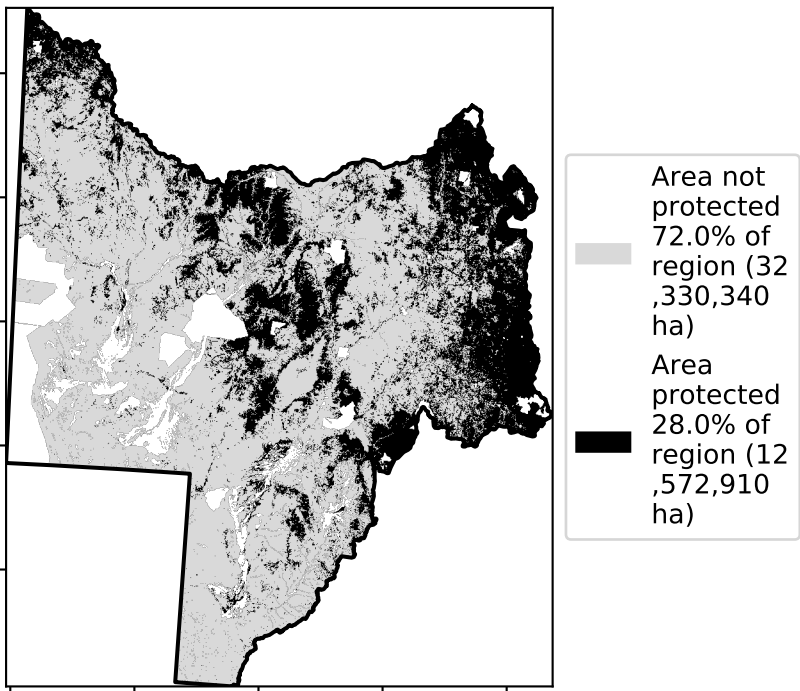 Area not
protected
72.0% of
region (32
,330,340
ha)
Area
protected
28.0% of
region (12
,572,910
ha)